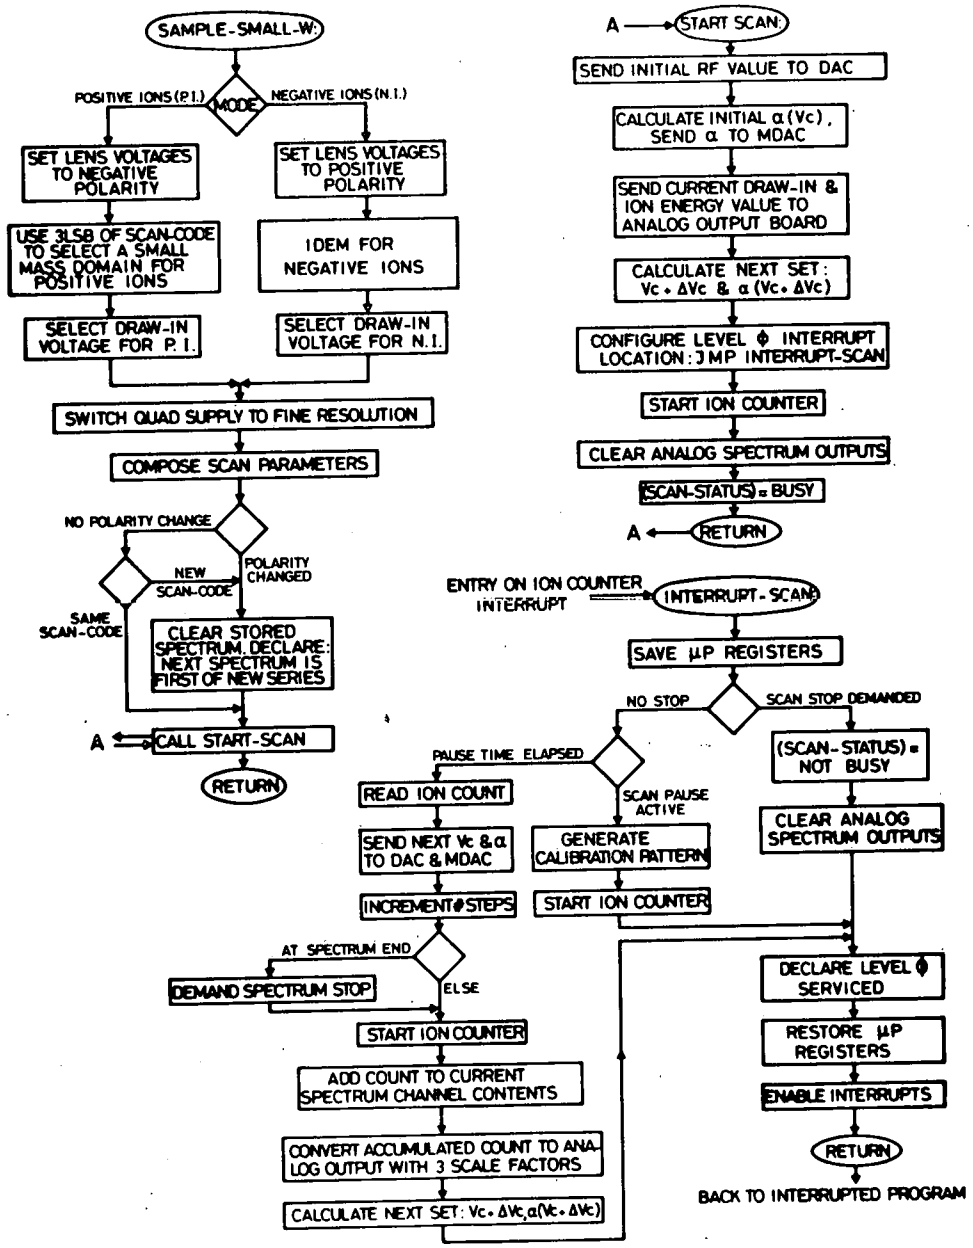 SAMPLE-SMALL-W:
POSITIVE IONS (P.I.)
MODE
NEGATIVE IONS (N.I.)
SET LENS VOLTAGES
TO NEGATIVE
POLARITY
SET LENS VOLTAGES
TO POSITIVE
POLARITY
USE 3LSB OF SCAN-CODE
TO SELECT A SMALL
MASS DOMAIN FOR
POSITIVE IONS
IDEM FOR
NEGATIVE IONS
SELECT DRAW-IN
VOLTAGE FOR P.I.
SELECT DRAW-IN
VOLTAGE FOR N.I.
SWITCH QUAD SUPPLY TO FINE RESOLUTION
COMPOSE SCAN PARAMETERS
NO POLARITY CHANGE
POLARITY
CHANGED
NEW
SCAN-CODE
SAME
SCAN-CODE
CLEAR STORED
SPECTRUM. DECLARE:
NEXT SPECTRUM IS
FIRST OF NEW SERIES
A
CALL START-SCAN
RETURN
A
START SCAN:
SEND INITIAL RF VALUE TO DAC
CALCULATE INITIAL α (Vc),
SEND α TO MDAC
SEND CURRENT DRAW-IN &
ION ENERGY VALUE TO
ANALOG OUTPUT BOARD
CALCULATE NEXT SET:
Vc + ΔVc & α (Vc + ΔVc)
CONFIGURE LEVEL ϕ INTERRUPT
LOCATION: JMP INTERRUPT-SCAN
START ION COUNTER
CLEAR ANALOG SPECTRUM OUTPUTS
(SCAN-STATUS) = BUSY
A
RETURN
ENTRY ON ION COUNTER
INTERRUPT
INTERRUPT-SCAN:
SAVE μP REGISTERS
NO STOP
SCAN STOP DEMANDED
PAUSE TIME ELAPSED
SCAN PAUSE
ACTIVE
(SCAN-STATUS) =
NOT BUSY
READ ION COUNT
CLEAR ANALOG
SPECTRUM OUTPUTS
SEND NEXT Vc & α
TO DAC & MDAC
GENERATE
CALIBRATION PATTERN
INCREMENT # STEPS
START ION COUNTER
AT SPECTRUM END
ELSE
DEMAND SPECTRUM STOP
START ION COUNTER
ADD COUNT TO CURRENT
SPECTRUM CHANNEL CONTENTS
CONVERT ACCUMULATED COUNT TO ANA-
LOG OUTPUT WITH 3 SCALE FACTORS
CALCULATE NEXT SET: Vc + ΔVc, α(Vc + ΔVc)
DECLARE LEVEL ϕ
SERVICED
RESTORE μP
REGISTERS
ENABLE INTERRUPTS
RETURN
BACK TO INTERRUPTED PROGRAM